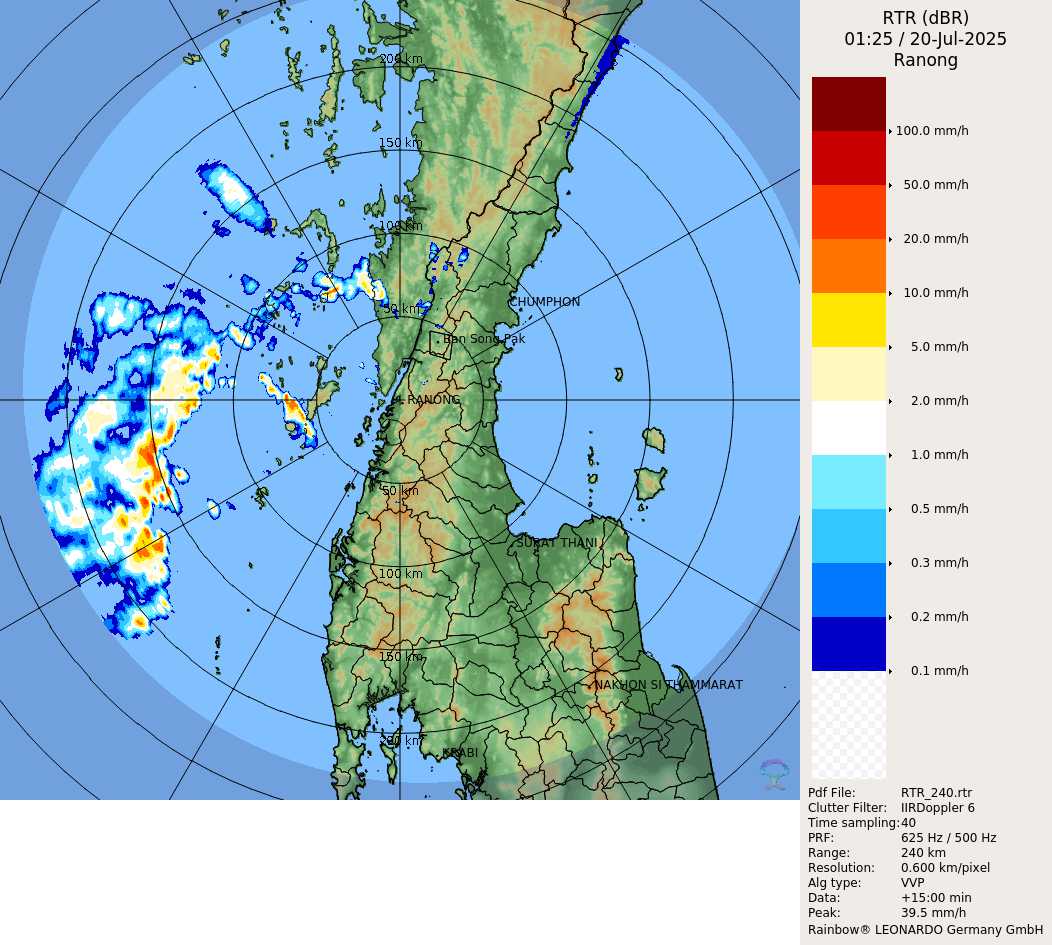 RTR (dBR)
01:25 / 20-Jul-2025
Ranong
200 km
150 km
100 km
50 km
CHUMPHON
Ban Song Pak
RANONG
50 km
SURAT THANI
100 km
150 km
NAKHON SI THAMMARAT
200 km
KRABI
100.0 mm/h
50.0 mm/h
20.0 mm/h
10.0 mm/h
5.0 mm/h
2.0 mm/h
1.0 mm/h
0.5 mm/h
0.3 mm/h
0.2 mm/h
0.1 mm/h
Pdf File: RTR_240.rtr
Clutter Filter: IIRDoppler 6
Time sampling:40
PRF: 625 Hz / 500 Hz
Range: 240 km
Resolution: 0.600 km/pixel
Alg type: VVP
Data: +15:00 min
Peak: 39.5 mm/h
Rainbow® LEONARDO Germany GmbH